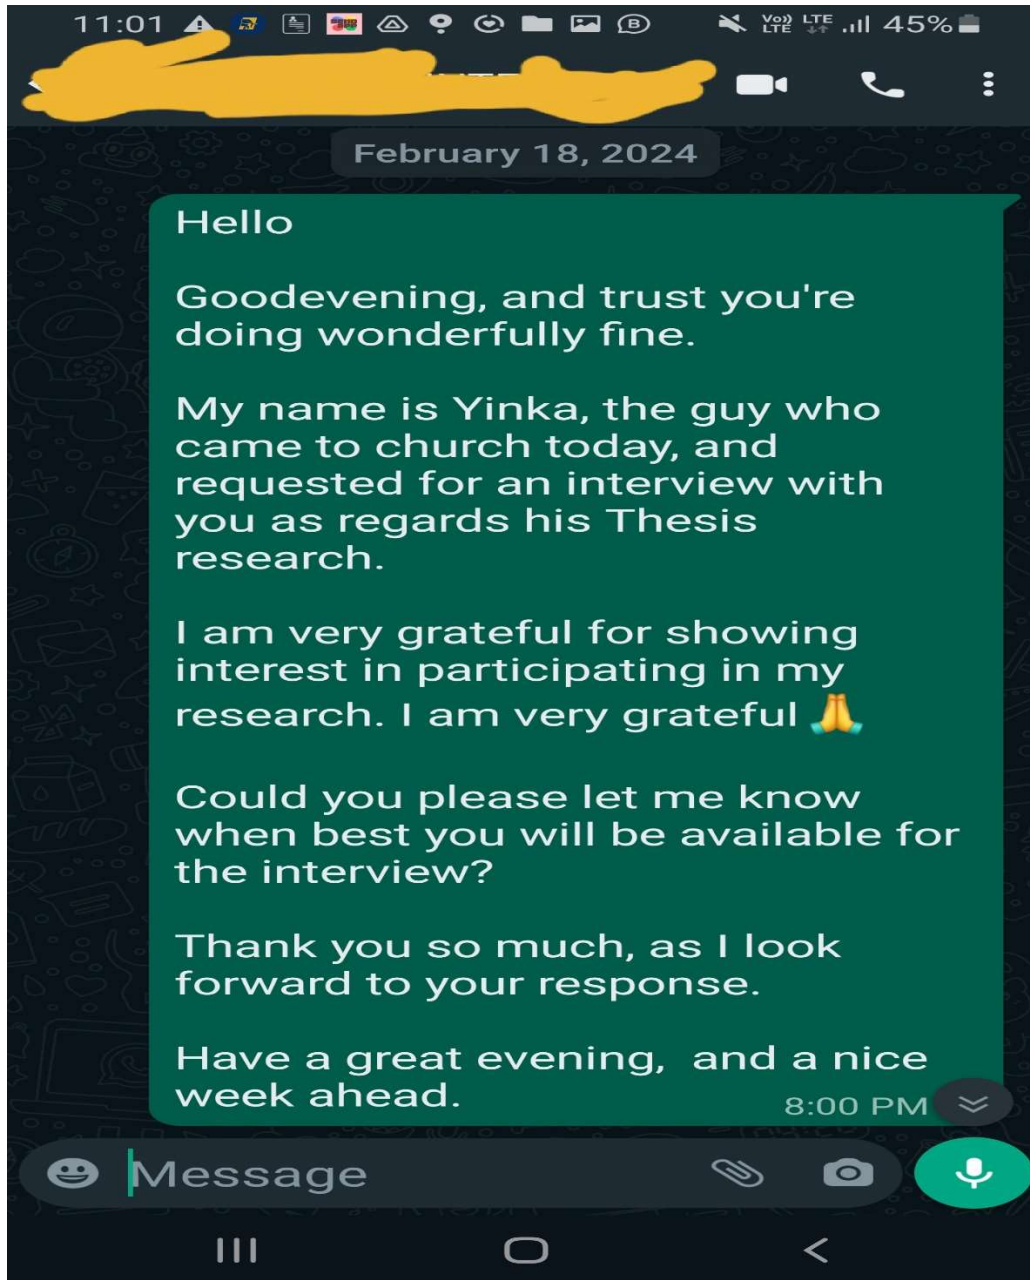 11:01
VoLTE LTE 45%
February 18, 2024
Hello
Goodevening, and trust you're
doing wonderfully fine.
My name is Yinka, the guy who
came to church today, and
requested for an interview with
you as regards his Thesis
research.
I am very grateful for showing
interest in participating in my
research. I am very grateful 🙏
Could you please let me know
when best you will be available for
the interview?
Thank you so much, as I look
forward to your response.
Have a great evening,  and a nice
week ahead.
8:00 PM
Message